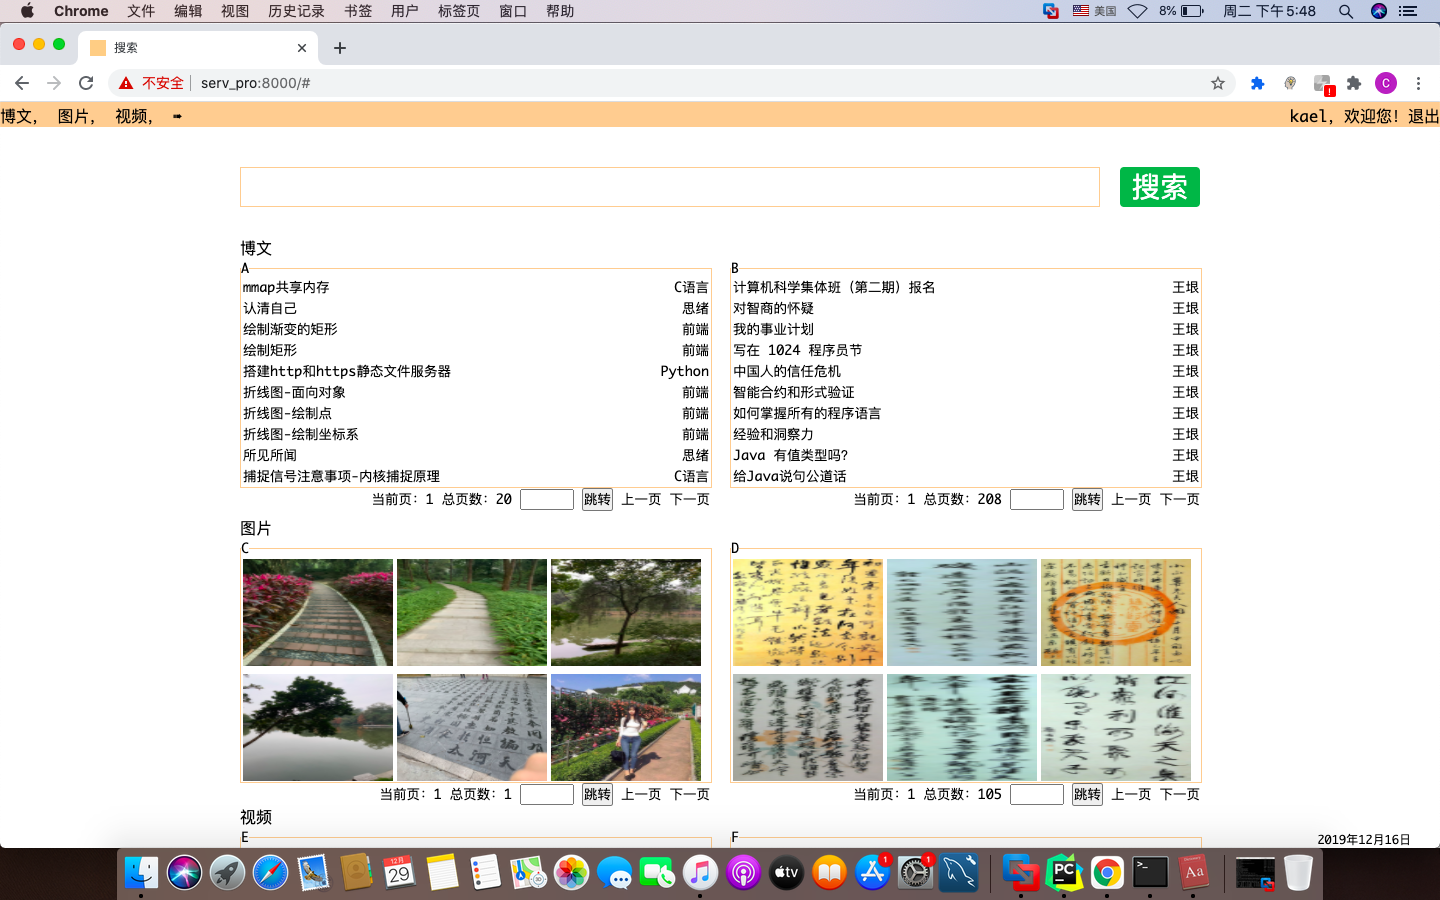 Chrome 文件 编辑 视图 历史记录 书签 用户 标签页 窗口 帮助 美国 8% 周二 下午5:48
搜索
不安全 serv_pro:8000/#
C
博文, 图片, 视频, ➨ kael, 欢迎您! 退出
搜索
博文
A
mmap共享内存 C语言
认清自己 思绪
绘制渐变的矩形 前端
绘制矩形 前端
搭建http和https静态文件服务器 Python
折线图-面向对象 前端
折线图-绘制点 前端
折线图-绘制坐标系 前端
所见所闻 思绪
捕捉信号注意事项-内核捕捉原理 C语言
当前页: 1 总页数: 20 跳转 上一页 下一页
B
计算机科学集体班（第二期）报名 王垠
对智商的怀疑 王垠
我的事业计划 王垠
写在 1024 程序员节 王垠
中国人的信任危机 王垠
智能合约和形式验证 王垠
如何掌握所有的程序语言 王垠
经验和洞察力 王垠
Java 有值类型吗? 王垠
给Java说句公道话 王垠
当前页: 1 总页数: 208 跳转 上一页 下一页
图片
C
当前页: 1 总页数: 1 跳转 上一页 下一页
D
当前页: 1 总页数: 105 跳转 上一页 下一页
视频
E
F
2019年12月16日
12月
29
tv
1
1
PC
>_
Aa